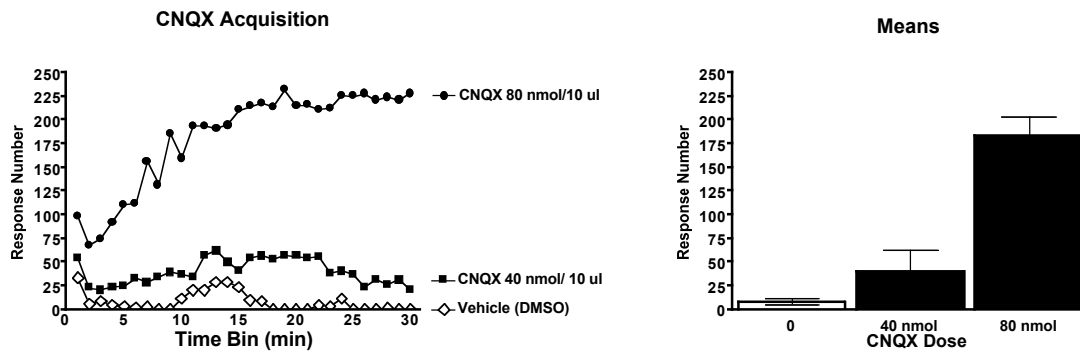 CNQX Acquisition
Response Number
250
225
200
175
150
125
100
75
50
25
0
0 5 10 15 20 25 30
Time Bin (min)
CNQX 80 nmol/10 ul
CNQX 40 nmol/ 10 ul
Vehicle (DMSO)
Means
Response Number
250
225
200
175
150
125
100
75
50
25
0
0 40 nmol 80 nmol
CNQX Dose